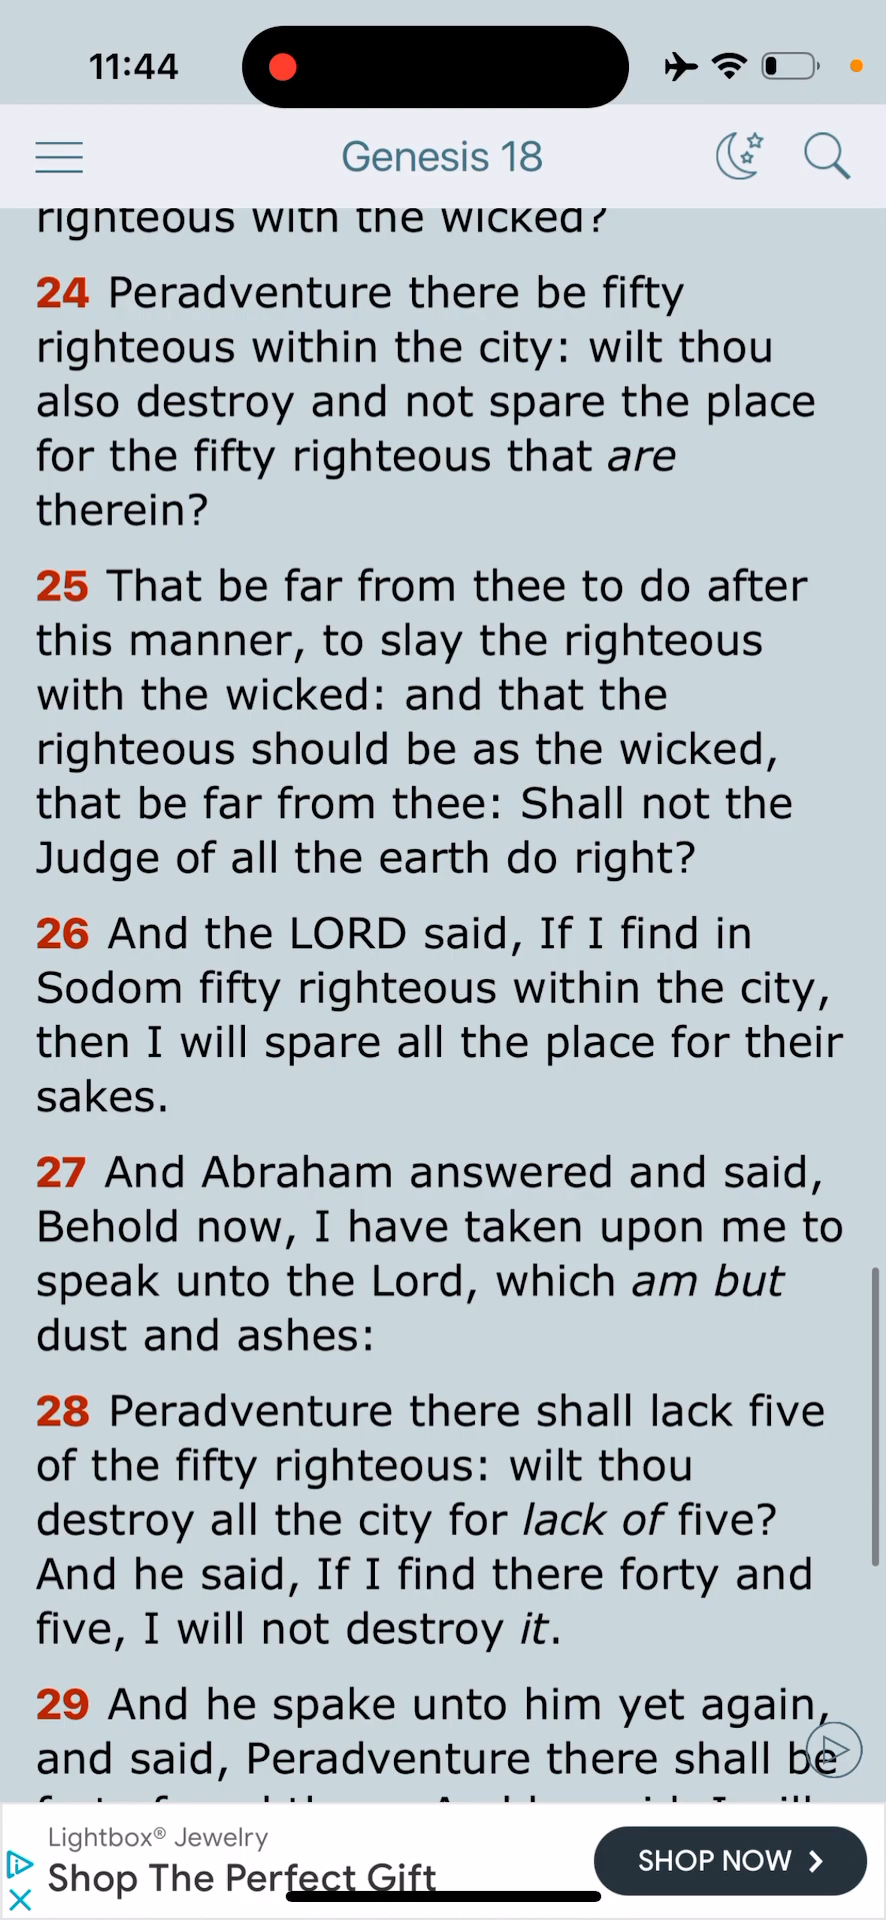 11:44
Genesis 18
righteous with the wicked?
24 Peradventure there be fifty
righteous within the city: wilt thou
also destroy and not spare the place
for the fifty righteous that are
therein?
25 That be far from thee to do after
this manner, to slay the righteous
with the wicked: and that the
righteous should be as the wicked,
that be far from thee: Shall not the
Judge of all the earth do right?
26 And the LORD said, If I find in
Sodom fifty righteous within the city,
then I will spare all the place for their
sakes.
27 And Abraham answered and said,
Behold now, I have taken upon me to
speak unto the Lord, which am but
dust and ashes:
28 Peradventure there shall lack five
of the fifty righteous: wilt thou
destroy all the city for lack of five?
And he said, If I find there forty and
five, I will not destroy it.
29 And he spake unto him yet again,
and said, Peradventure there shall be
Lightbox® Jewelry
Shop The Perfect Gift
SHOP NOW